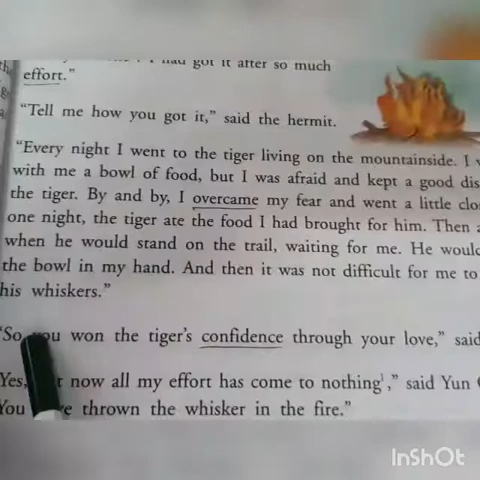 got it after so much
effort."
"Tell me how you got it," said the hermit.
"Every night I went to the tiger living on the mountainside. I
with me a bowl of food, but I was afraid and kept a good dis
the tiger. By and by, I overcame my fear and went a little clo
one night, the tiger ate the food I had brought for him. Then a
when he would stand on the trail, waiting for me. He woul
the bowl in my hand. And then it was not difficult for me to
his whiskers."
"So you won the tiger's confidence through your love," said
Yes, now all my effort has come to nothing¹," said Yun
You thrown the whisker in the fire."
InShOt